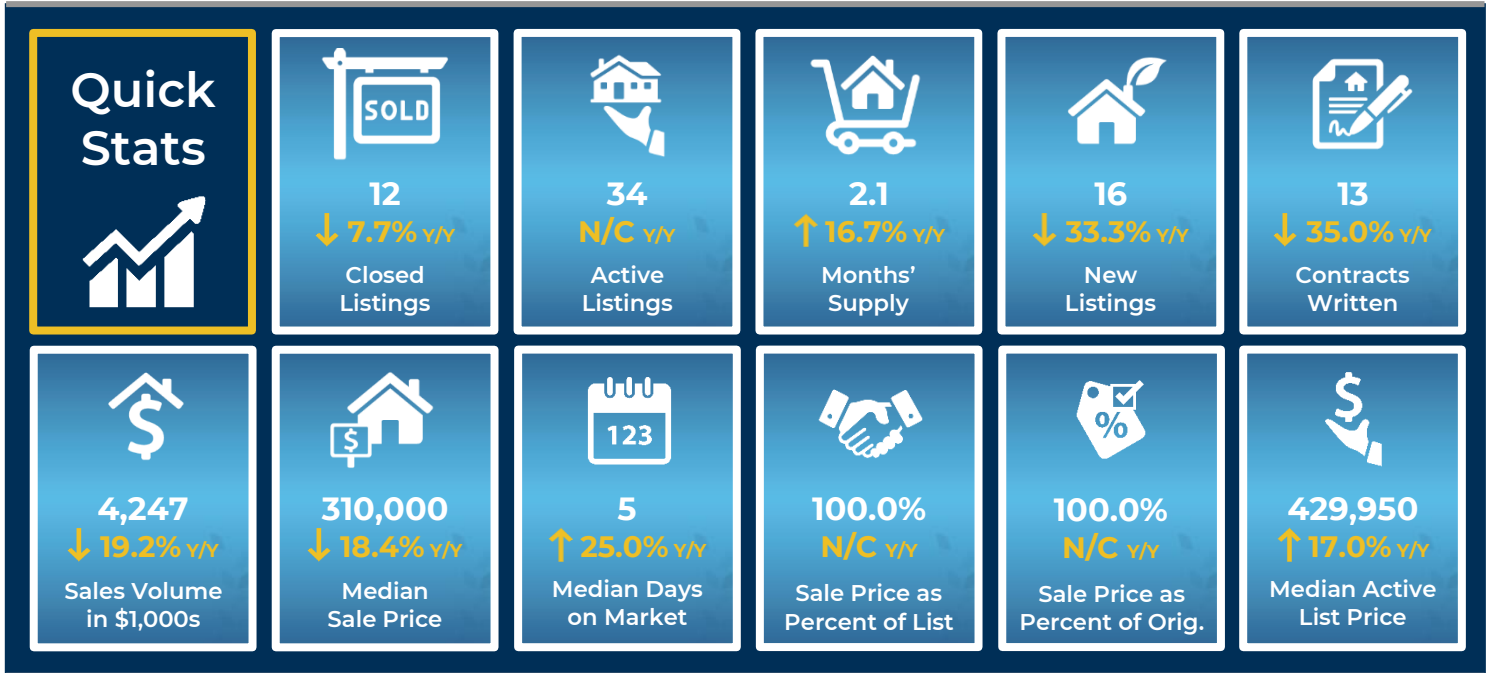 Quick
Stats
SOLD
12
↓ 7.7% Y/Y
Closed
Listings
34
N/C Y/Y
Active
Listings
2.1
↑ 16.7% Y/Y
Months’
Supply
16
↓ 33.3% Y/Y
New
Listings
13
↓ 35.0% Y/Y
Contracts
Written
$
4,247
↓ 19.2% Y/Y
Sales Volume
in $1,000s
$
310,000
↓ 18.4% Y/Y
Median
Sale Price
123
5
↑ 25.0% Y/Y
Median Days
on Market
100.0%
N/C Y/Y
Sale Price as
Percent of List
%
100.0%
N/C Y/Y
Sale Price as
Percent of Orig.
$
429,950
↑ 17.0% Y/Y
Median Active
List Price